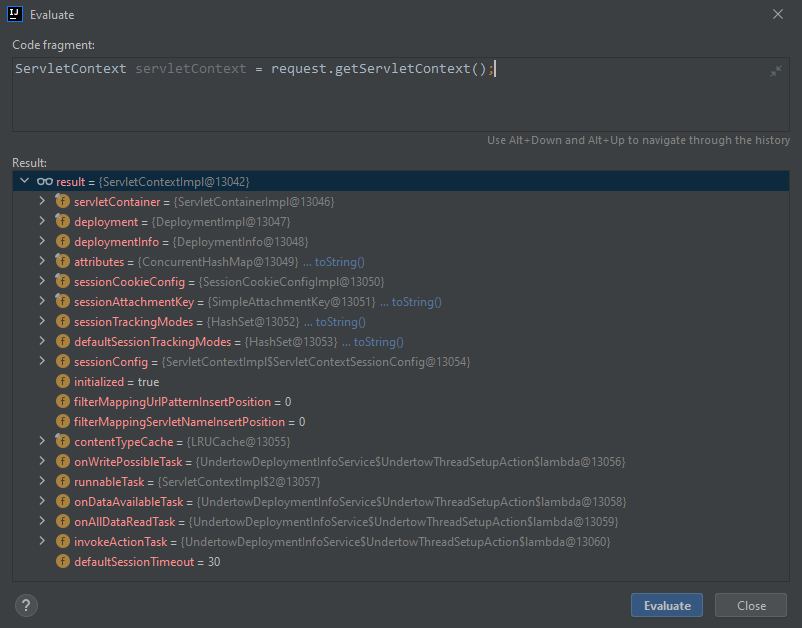 IJ
Evaluate
Code fragment:
ServletContext servletContext = request.getServletContext();
Use Alt+Down and Alt+Up to navigate through the history
Result:
result = {ServletContextImpl@13042}
f servletContainer = {ServletContainerImpl@13046}
f deployment = {DeploymentImpl@13047}
f deploymentInfo = {DeploymentInfo@13048}
f attributes = {ConcurrentHashMap@13049} ... toString()
f sessionCookieConfig = {SessionCookieConfigImpl@13050}
f sessionAttachmentKey = {SimpleAttachmentKey@13051} ... toString()
f sessionTrackingModes = {HashSet@13052} ... toString()
f defaultSessionTrackingModes = {HashSet@13053} ... toString()
f sessionConfig = {ServletContextImpl$ServletContextSessionConfig@13054}
f initialized = true
f filterMappingUrlPatternInsertPosition = 0
f filterMappingServletNameInsertPosition = 0
f contentTypeCache = {LRUCache@13055}
f onWritePossibleTask = {UndertowDeploymentInfoService$UndertowThreadSetupAction$lambda@13056}
f runnableTask = {ServletContextImpl$2@13057}
f onDataAvailableTask = {UndertowDeploymentInfoService$UndertowThreadSetupAction$lambda@13058}
f onAllDataReadTask = {UndertowDeploymentInfoService$UndertowThreadSetupAction$lambda@13059}
f invokeActionTask = {UndertowDeploymentInfoService$UndertowThreadSetupAction$lambda@13060}
f defaultSessionTimeout = 30
? Evaluate Close